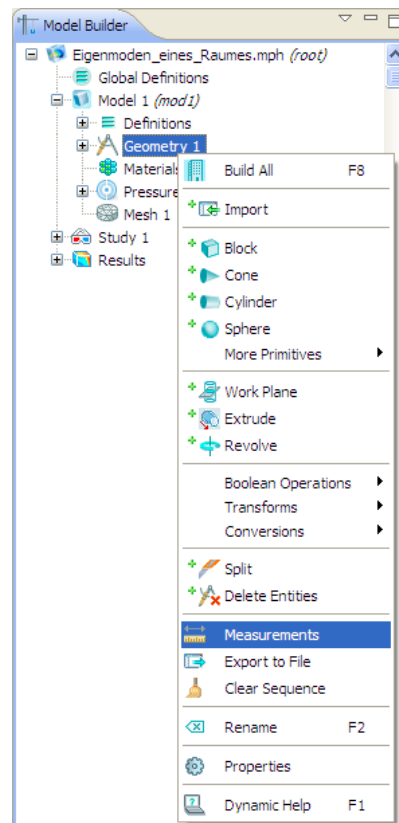 Model Builder
Eigenmoden_eines_Raumes.mph (root)
Global Definitions
Model 1 (mod1)
Definitions
Geometry 1
Materials
Pressure
Mesh 1
Study 1
Results
Build All F8
Import
Block
Cone
Cylinder
Sphere
More Primitives
Work Plane
Extrude
Revolve
Boolean Operations
Transforms
Conversions
Split
Delete Entities
Measurements
Export to File
Clear Sequence
Rename F2
Properties
Dynamic Help F1